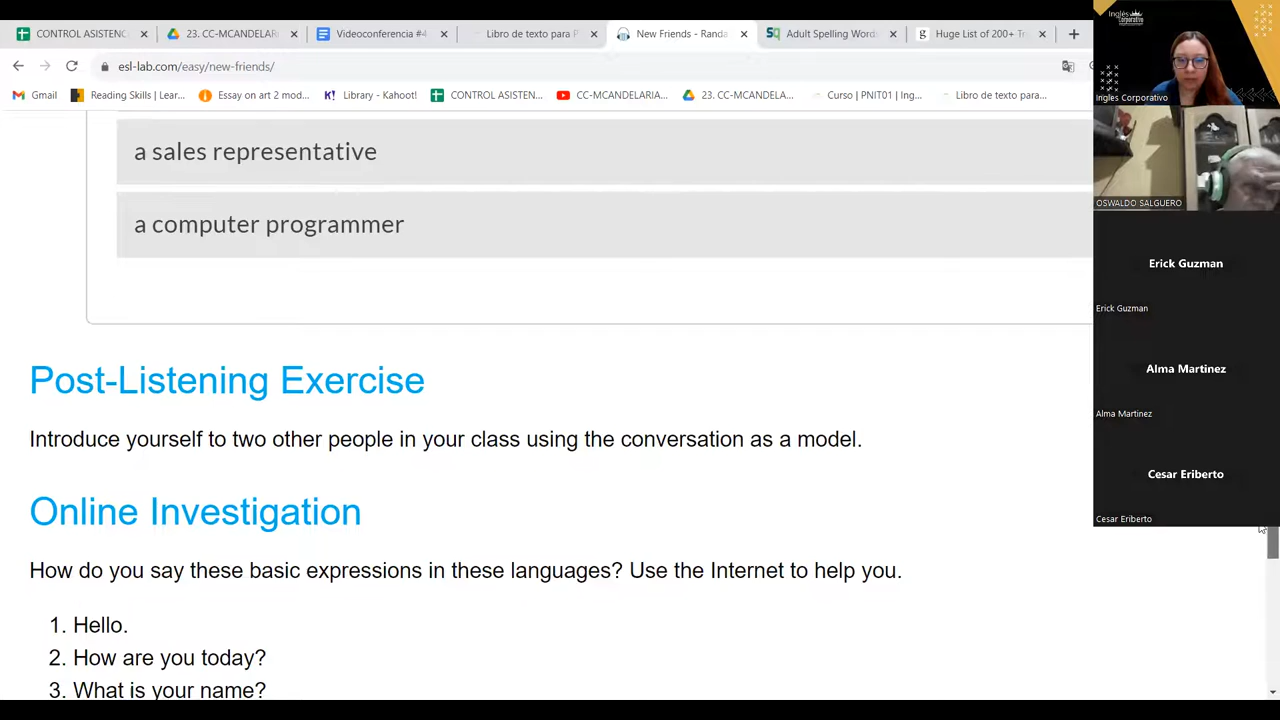 CONTROL ASISTENC
23. CC-MCANDELARI
Videoconferencia #4
Libro de texto para P
New Friends - Randa
Adult Spelling Words
Huge List of 200+ Tr
esl-lab.com/easy/new-friends/
Gmail
Reading Skills | Lear...
Essay on art 2 mod...
Library - Kahoot!
CONTROL ASISTEN...
CC-MCANDELARIA...
23. CC-MCANDELA...
Curso | PNIT01 | Ing...
Libro de texto para...
Inglés
Corporativo
Ingles Corporativo
OSWALDO SALGUERO
Erick Guzman
Erick Guzman
Alma Martinez
Alma Martinez
Cesar Eriberto
Cesar Eriberto
a sales representative
a computer programmer
Post-Listening Exercise
Introduce yourself to two other people in your class using the conversation as a model.
Online Investigation
How do you say these basic expressions in these languages? Use the Internet to help you.
1. Hello.
2. How are you today?
3. What is your name?